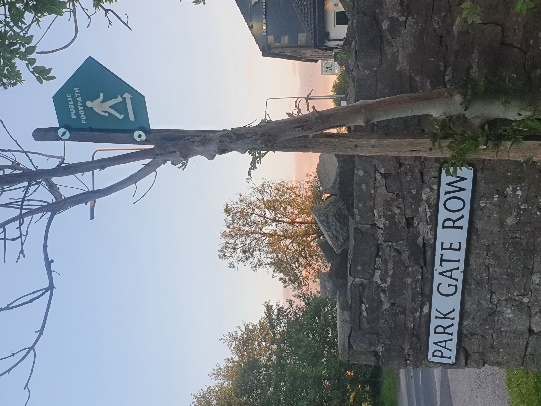 PUBLIC
FOOTPATH
PARK GATE ROW